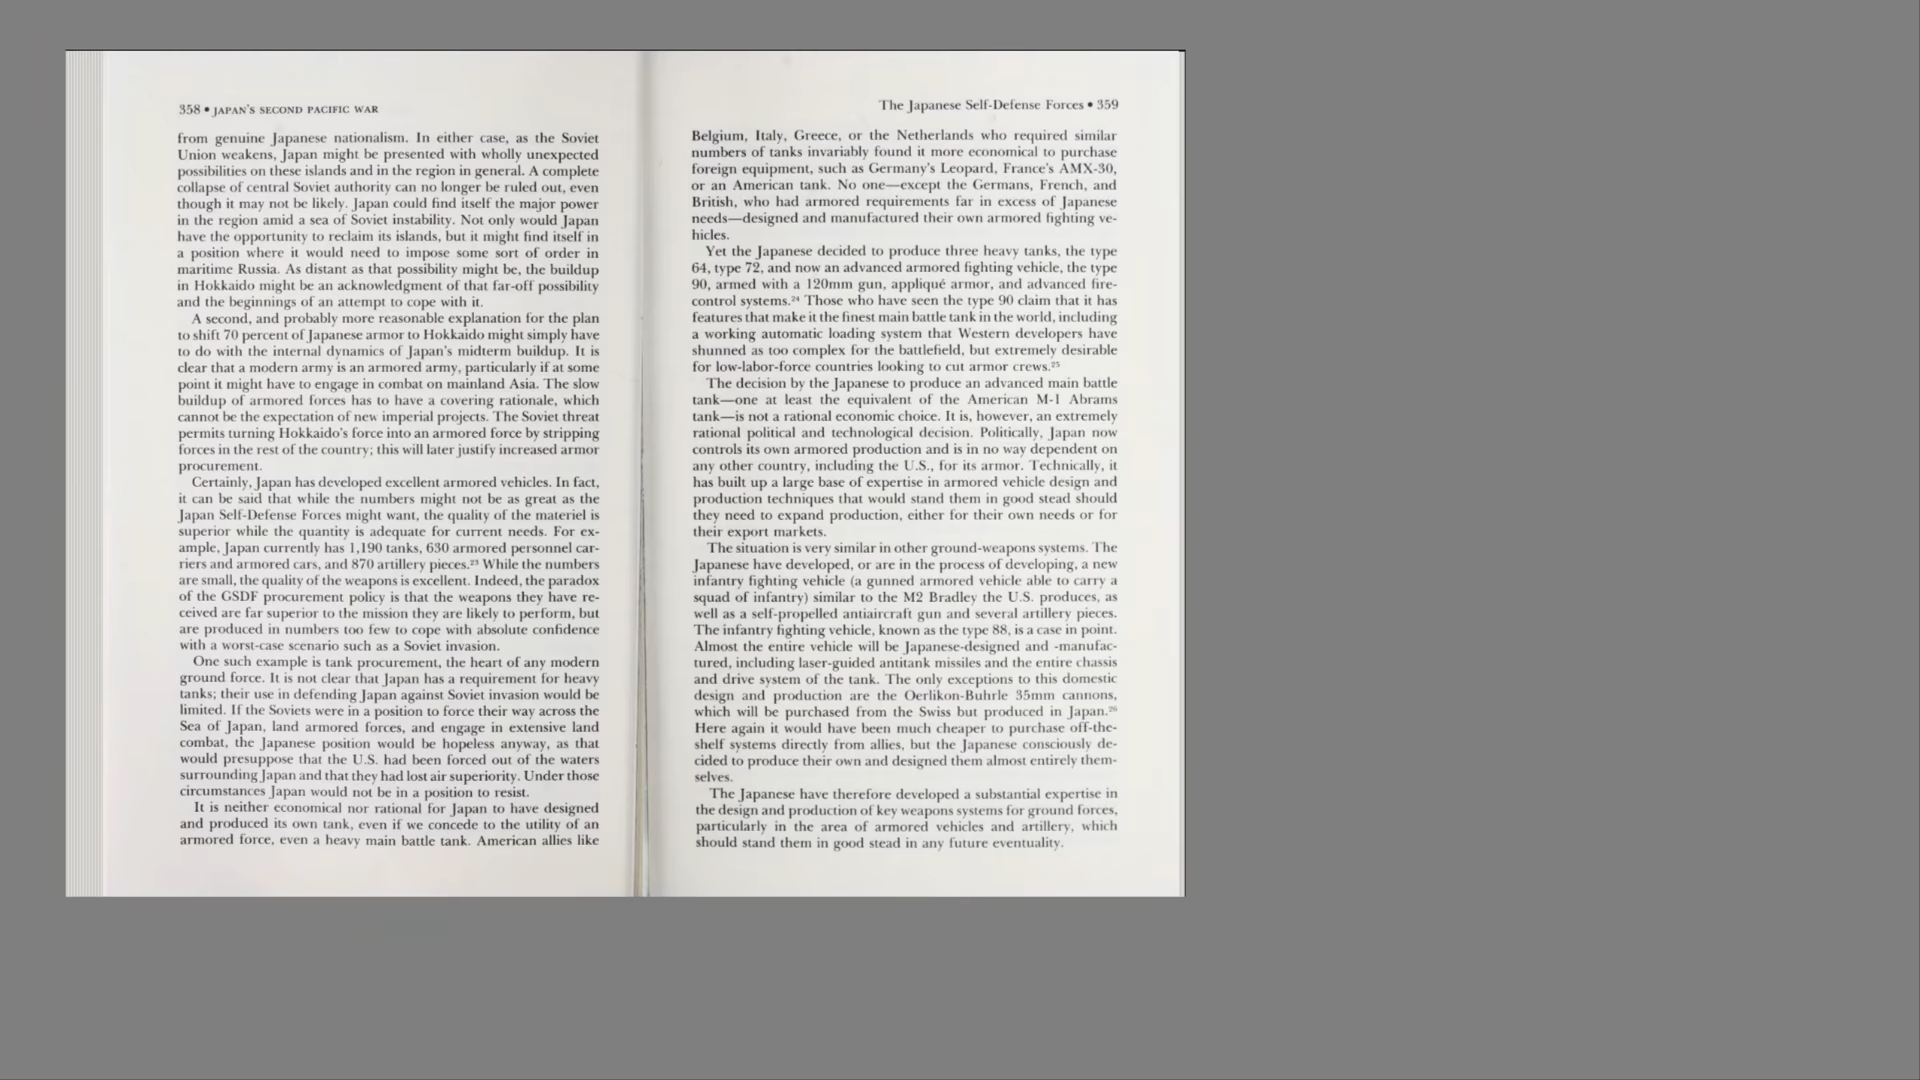 358 • JAPAN'S SECOND PACIFIC WAR
from genuine Japanese nationalism. In either case, as the Soviet
Union weakens, Japan might be presented with wholly unexpected
possibilities on these islands and in the region in general. A complete
collapse of central Soviet authority can no longer be ruled out, even
though it may not be likely. Japan could find itself the major power
in the region amid a sea of Soviet instability. Not only would Japan
have the opportunity to reclaim its islands, but it might find itself in
a position where it would need to impose some sort of order in
maritime Russia. As distant as that possibility might be, the buildup
in Hokkaido might be an acknowledgment of that far-off possibility
and the beginnings of an attempt to cope with it.
A second, and probably more reasonable explanation for the plan
to shift 70 percent of Japanese armor to Hokkaido might simply have
to do with the internal dynamics of Japan's midterm buildup. It is
clear that a modern army is an armored army, particularly if at some
point it might have to engage in combat on mainland Asia. The slow
buildup of armored forces has to have a covering rationale, which
cannot be the expectation of new imperial projects. The Soviet threat
permits turning Hokkaido's force into an armored force by stripping
forces in the rest of the country; this will later justify increased armor
procurement.
Certainly, Japan has developed excellent armored vehicles. In fact,
it can be said that while the numbers might not be as great as the
Japan Self-Defense Forces might want, the quality of the materiel is
superior while the quantity is adequate for current needs. For ex-
ample, Japan currently has 1,190 tanks, 630 armored personnel car-
riers and armored cars, and 870 artillery pieces.²³ While the numbers
are small, the quality of the weapons is excellent. Indeed, the paradox
of the GSDF procurement policy is that the weapons they have re-
ceived are far superior to the mission they are likely to perform, but
are produced in numbers too few to cope with absolute confidence
with a worst-case scenario such as a Soviet invasion.
One such example is tank procurement, the heart of any modern
ground force. It is not clear that Japan has a requirement for heavy
tanks; their use in defending Japan against Soviet invasion would be
limited. If the Soviets were in a position to force their way across the
Sea of Japan, land armored forces, and engage in extensive land
combat, the Japanese position would be hopeless anyway, as that
would presuppose that the U.S. had been forced out of the waters
surrounding Japan and that they had lost air superiority. Under those
circumstances Japan would not be in a position to resist.
It is neither economical nor rational for Japan to have designed
and produced its own tank, even if we concede to the utility of an
armored force, even a heavy main battle tank. American allies like
The Japanese Self-Defense Forces • 359
Belgium, Italy, Greece, or the Netherlands who required similar
numbers of tanks invariably found it more economical to purchase
foreign equipment, such as Germany's Leopard, France's AMX-30,
or an American tank. No one—except the Germans, French, and
British, who had armored requirements far in excess of Japanese
needs—designed and manufactured their own armored fighting ve-
hicles.
Yet the Japanese decided to produce three heavy tanks, the type
64, type 72, and now an advanced armored fighting vehicle, the type
90, armed with a 120mm gun, appliqué armor, and advanced fire-
control systems.²⁴ Those who have seen the type 90 claim that it has
features that make it the finest main battle tank in the world, including
a working automatic loading system that Western developers have
shunned as too complex for the battlefield, but extremely desirable
for low-labor-force countries looking to cut armor crews.²⁵
The decision by the Japanese to produce an advanced main battle
tank—one at least the equivalent of the American M-1 Abrams
tank—is not a rational economic choice. It is, however, an extremely
rational political and technological decision. Politically, Japan now
controls its own armored production and is in no way dependent on
any other country, including the U.S., for its armor. Technically, it
has built up a large base of expertise in armored vehicle design and
production techniques that would stand them in good stead should
they need to expand production, either for their own needs or for
their export markets.
The situation is very similar in other ground-weapons systems. The
Japanese have developed, or are in the process of developing, a new
infantry fighting vehicle (a gunned armored vehicle able to carry a
squad of infantry) similar to the M2 Bradley the U.S. produces, as
well as a self-propelled antiaircraft gun and several artillery pieces.
The infantry fighting vehicle, known as the type 88, is a case in point.
Almost the entire vehicle will be Japanese-designed and -manufac-
tured, including laser-guided antitank missiles and the entire chassis
and drive system of the tank. The only exceptions to this domestic
design and production are the Oerlikon-Buhrle 35mm cannons,
which will be purchased from the Swiss but produced in Japan.²⁶
Here again it would have been much cheaper to purchase off-the-
shelf systems directly from allies, but the Japanese consciously de-
cided to produce their own and designed them almost entirely them-
selves.
The Japanese have therefore developed a substantial expertise in
the design and production of key weapons systems for ground forces,
particularly in the area of armored vehicles and artillery, which
should stand them in good stead in any future eventuality.